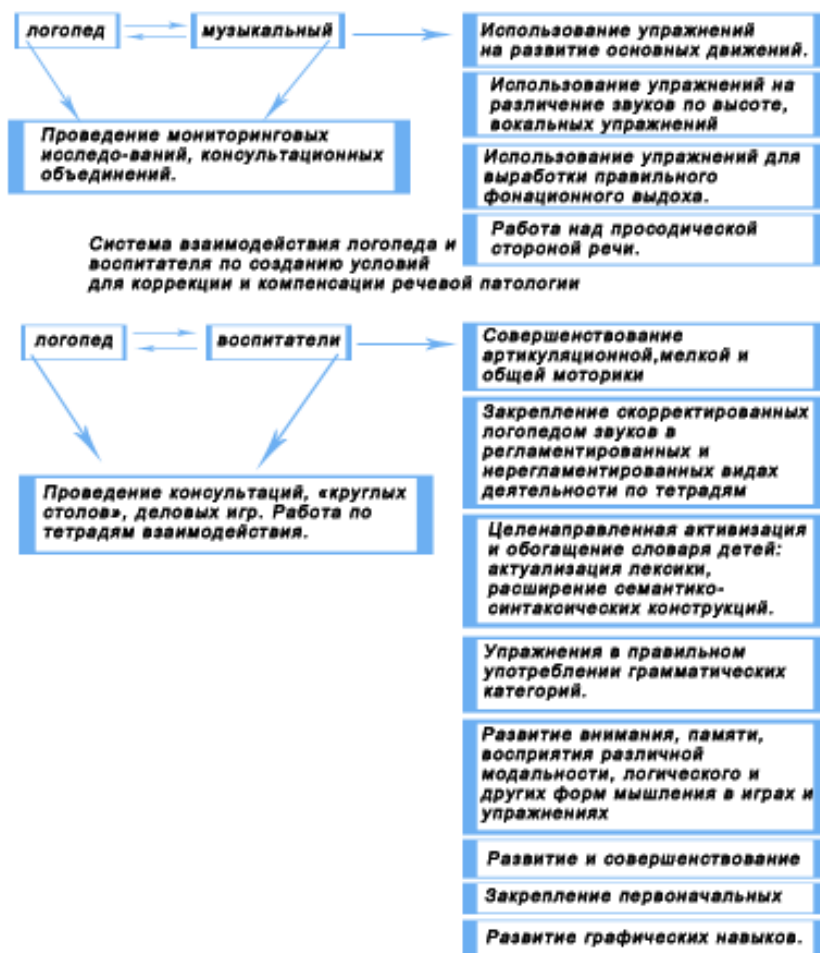 логопед
музыкальный
Использование упражнений
на развитие основных движений.
Использование упражнений на
различение звуков по высоте,
вокальных упражнений
Использование упражнений для
выработки правильного
фонационного выдоха.
Работа над просодической
стороной речи.
Проведение мониторинговых
исследо-ваний, консультационных
объединений.
Система взаимодействия логопеда и
воспитателя по созданию условий
для коррекции и компенсации речевой патологии
логопед
воспитатели
Совершенствование
артикуляционной,мелкой и
общей моторики
Закрепление скорректированных
логопедом звуков в
регламентированных и
нерегламентированных видах
деятельности по тетрадям
Проведение консультаций, «круглых
столов», деловых игр. Работа по
тетрадям взаимодействия.
Целенаправленная активизация
и обогащение словаря детей:
актуализация лексики,
расширение семантико-
синтаксических конструкций.
Упражнения в правильном
употреблении грамматических
категорий.
Развитие внимания, памяти,
восприятия различной
модальности, логического и
других форм мышления в играх и
упражнениях
Развитие и совершенствование
Закрепление первоначальных
Развитие графических навыков.